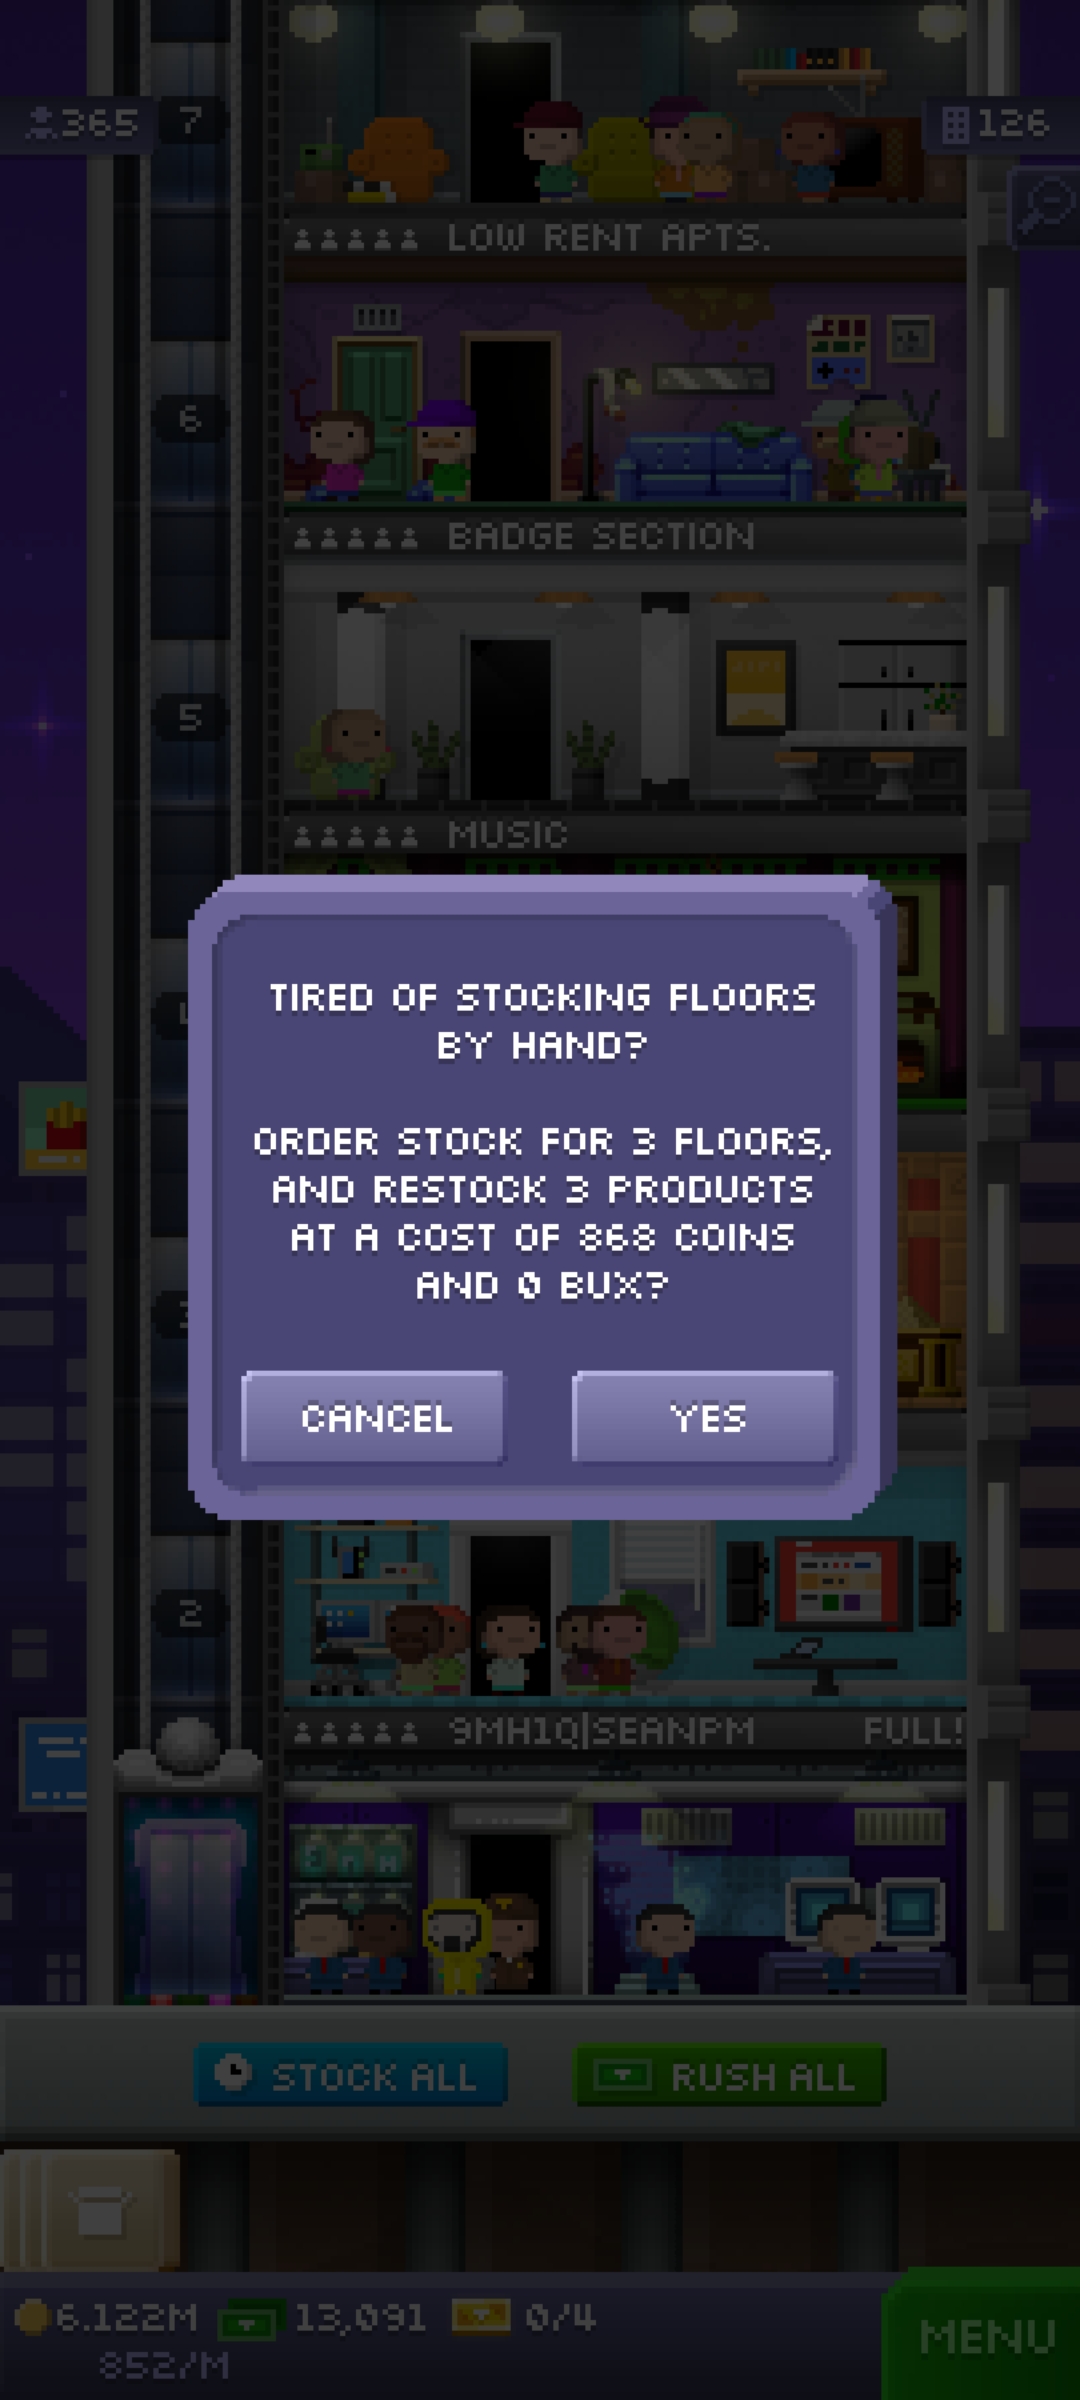 365
7
126
LOW RENT APTS.
6
BADGE SECTION
5
MUSIC
TIRED OF STOCKING FLOORS
BY HAND?
ORDER STOCK FOR 3 FLOORS,
AND RESTOCK 3 PRODUCTS
AT A COST OF 868 COINS
AND 0 BUX?
CANCEL
YES
2
9MH1Q|SEANPM
FULL!
STOCK ALL
RUSH ALL
6.122M
13,091
0/4
852/M
MENU